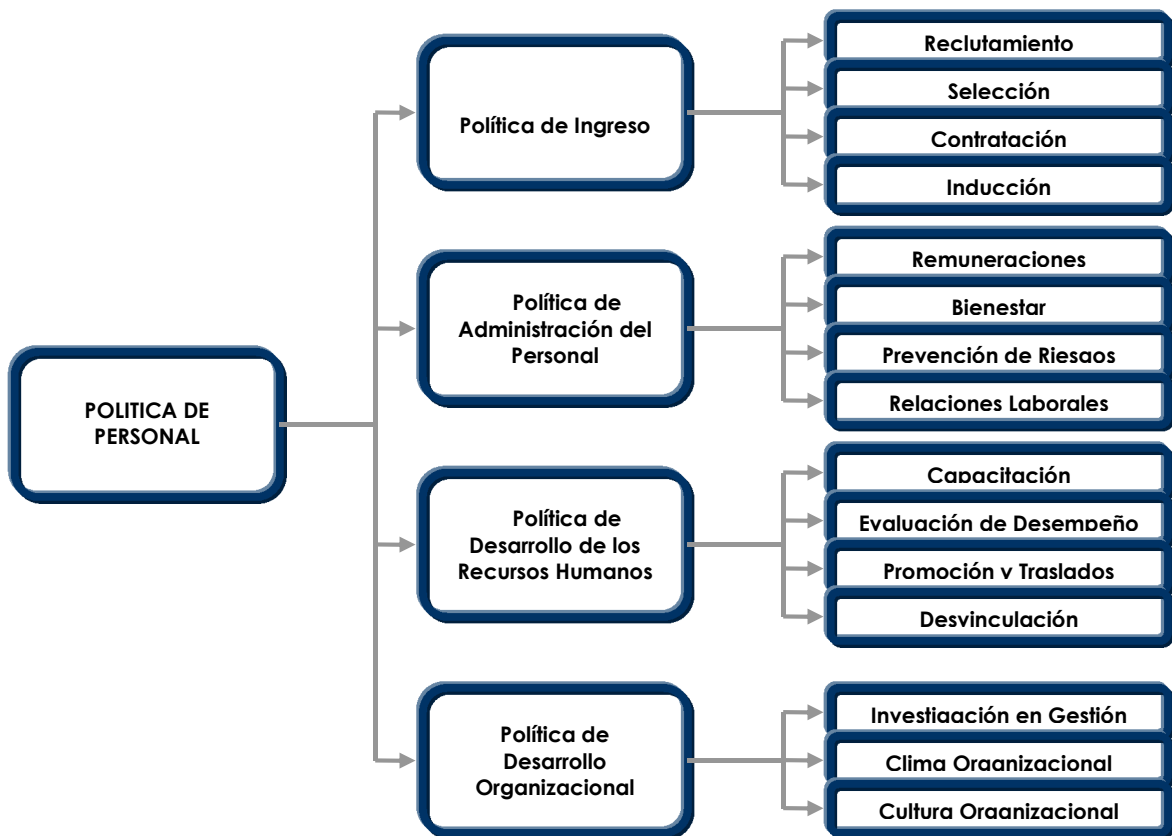 POLITICA DE
PERSONAL
Política de Ingreso
Reclutamiento
Selección
Contratación
Inducción
Política de
Administración del
Personal
Remuneraciones
Bienestar
Prevención de Riesgos
Relaciones Laborales
Política de
Desarrollo de los
Recursos Humanos
Capacitación
Evaluación de Desempeño
Promoción y Traslados
Desvinculación
Política de
Desarrollo
Organizacional
Investigación en Gestión
Clima Organizacional
Cultura Organizacional